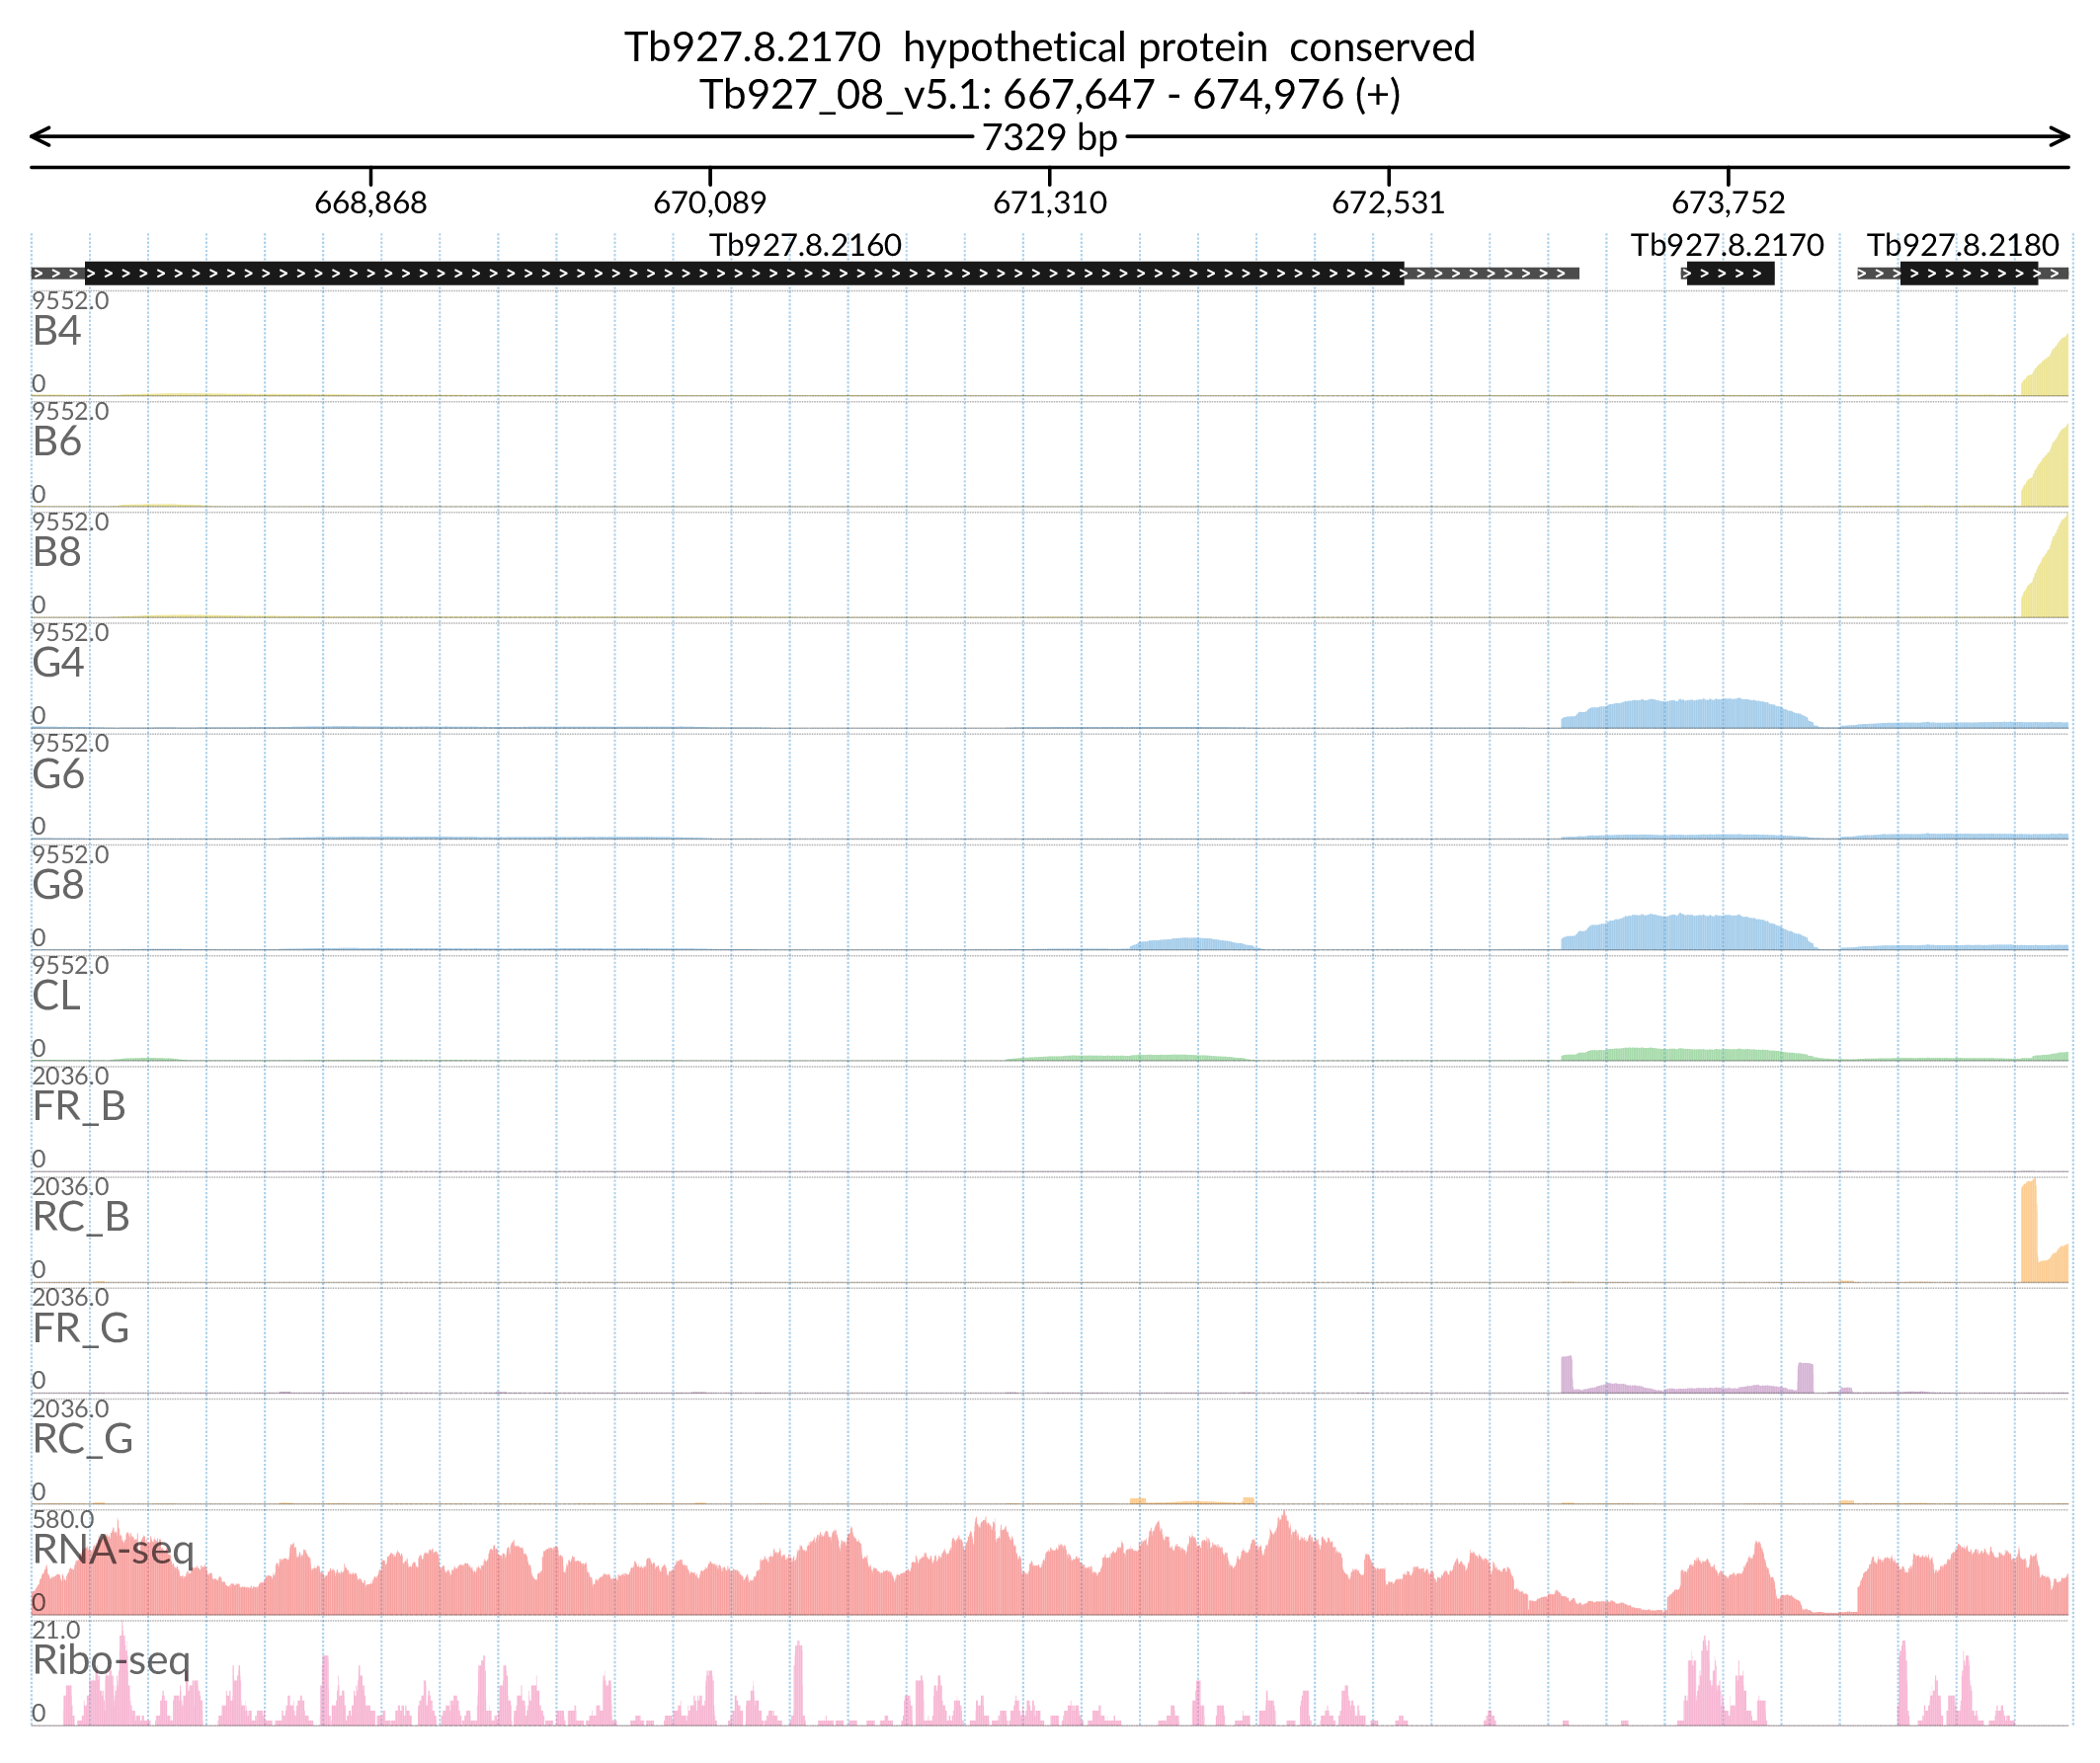 Tb927.8.2170 hypothetical protein conserved
Tb927_08_v5.1: 667,647 - 674,976 (+)
7329 bp
668,868 670,089 671,310 672,531 673,752
Tb927.8.2160 Tb927.8.2170 Tb927.8.2180
9552.0
B4
0
9552.0
B6
0
9552.0
B8
0
9552.0
G4
0
9552.0
G6
0
9552.0
G8
0
9552.0
CL
0
2036.0
FR_B
0
2036.0
RC_B
0
2036.0
FR_G
0
2036.0
RC_G
0
580.0
RNA-seq
0
21.0
Ribo-seq
0